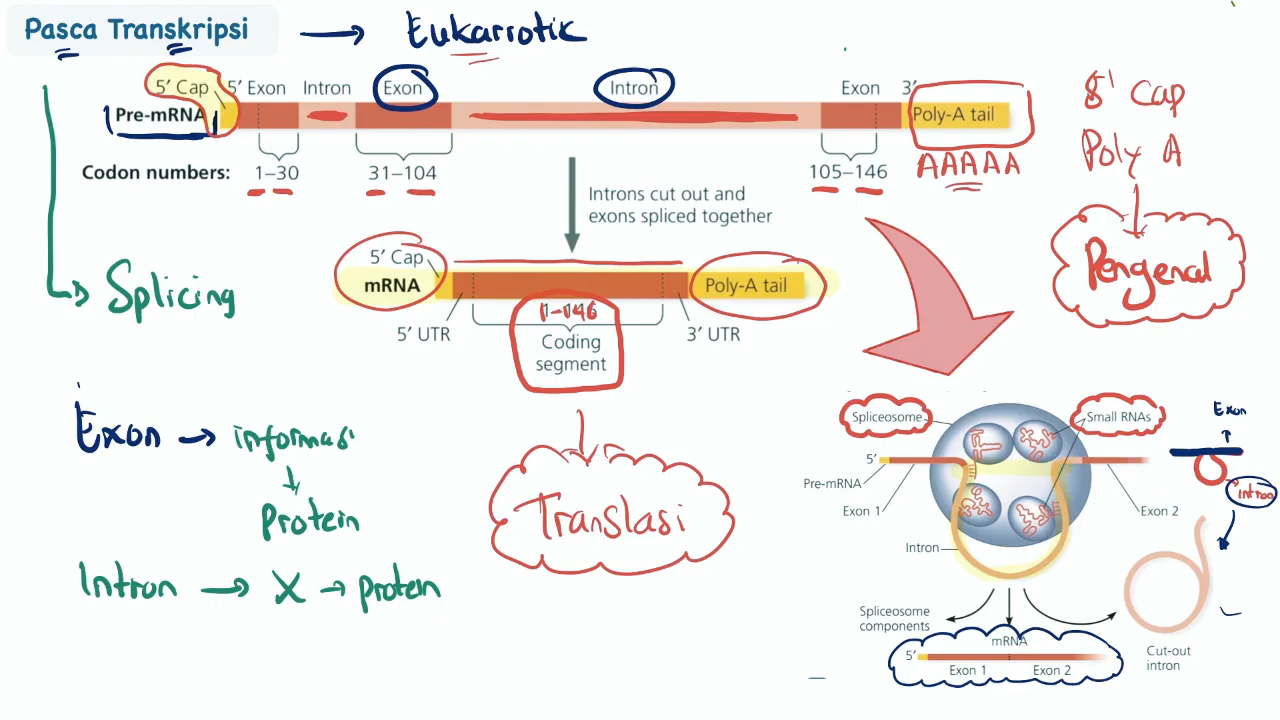 Pasca Transkripsi → Eukarrotik
5′ Cap 5′ Exon Intron Exon Intron Exon 3′
Pre-mRNA Poly-A tail
Codon numbers: 1–30 31–104 105–146 AAAAA
8' Cap
Poly A
Pengenal
Introns cut out and
exons spliced together
Splicing
5′ Cap
mRNA Poly-A tail
1-146
5′ UTR Coding segment 3′ UTR
Translasi
Exon → informasi
protein
Intron → X → protein
Spliceosome Small RNAs
5′
Pre-mRNA
Exon 1 Exon 2
Intron
Exon
intron
Spliceosome
components
mRNA
5′
Exon 1 Exon 2
Cut-out
intron